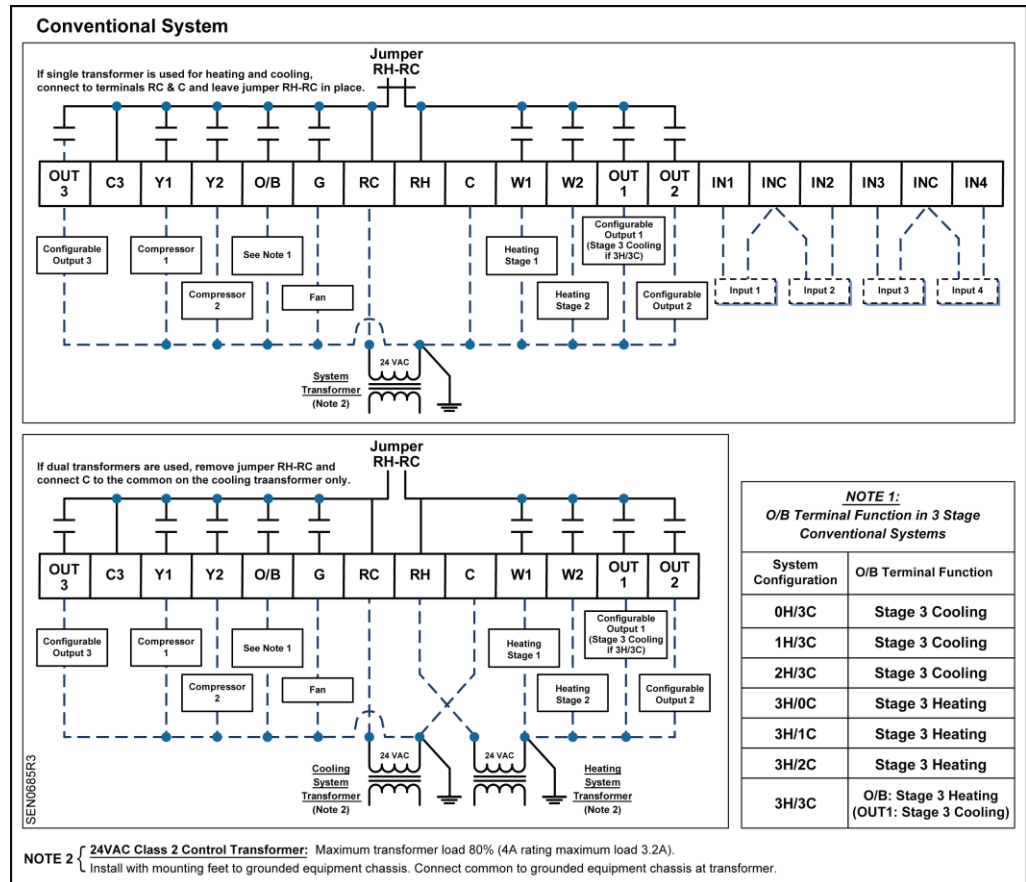 Conventional System
Jumper
RH-RC
If single transformer is used for heating and cooling,
connect to terminals RC & C and leave jumper RH-RC in place.
OUT 3 C3 Y1 Y2 O/B G RC RH C W1 W2 OUT 1 OUT 2 IN1 INC IN2 IN3 INC IN4
Configurable
Output 3
Compressor
1
Compressor
2
See Note 1
Fan
Heating
Stage 1
Heating
Stage 2
Configurable
Output 1
(Stage 3 Cooling
if 3H/3C)
Configurable
Output 2
Input 1
Input 2
Input 3
Input 4
24 VAC
System
Transformer
(Note 2)
Jumper
RH-RC
If dual transformers are used, remove jumper RH-RC and
connect C to the common on the cooling traansformer only.
OUT 3 C3 Y1 Y2 O/B G RC RH C W1 W2 OUT 1 OUT 2
Configurable
Output 3
Compressor
1
Compressor
2
See Note 1
Fan
Heating
Stage 1
Heating
Stage 2
Configurable
Output 1
(Stage 3 Cooling
if 3H/3C)
Configurable
Output 2
24 VAC
24 VAC
Cooling
System
Transformer
(Note 2)
Heating
System
Transformer
(Note 2)
SEN0685R3
NOTE 1:
O/B Terminal Function in 3 Stage
Conventional Systems
System
Configuration
O/B Terminal Function
0H/3C Stage 3 Cooling
1H/3C Stage 3 Cooling
2H/3C Stage 3 Cooling
3H/0C Stage 3 Heating
3H/1C Stage 3 Heating
3H/2C Stage 3 Heating
3H/3C O/B: Stage 3 Heating
(OUT1: Stage 3 Cooling)
NOTE 2 { 24VAC Class 2 Control Transformer: Maximum transformer load 80% (4A rating maximum load 3.2A).
Install with mounting feet to grounded equipment chassis. Connect common to grounded equipment chassis at transformer.